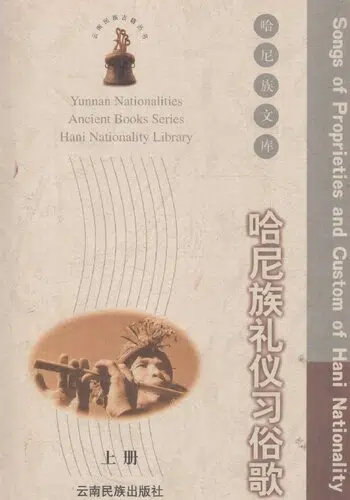 云南民族古籍丛书
Yunnan Nationalities
Ancient Books Series
Hani Nationality Library
哈尼族文库
Songs of Proprieties and Custom of Hani Nationality
哈尼族礼仪习俗歌
上册
云南民族出版社